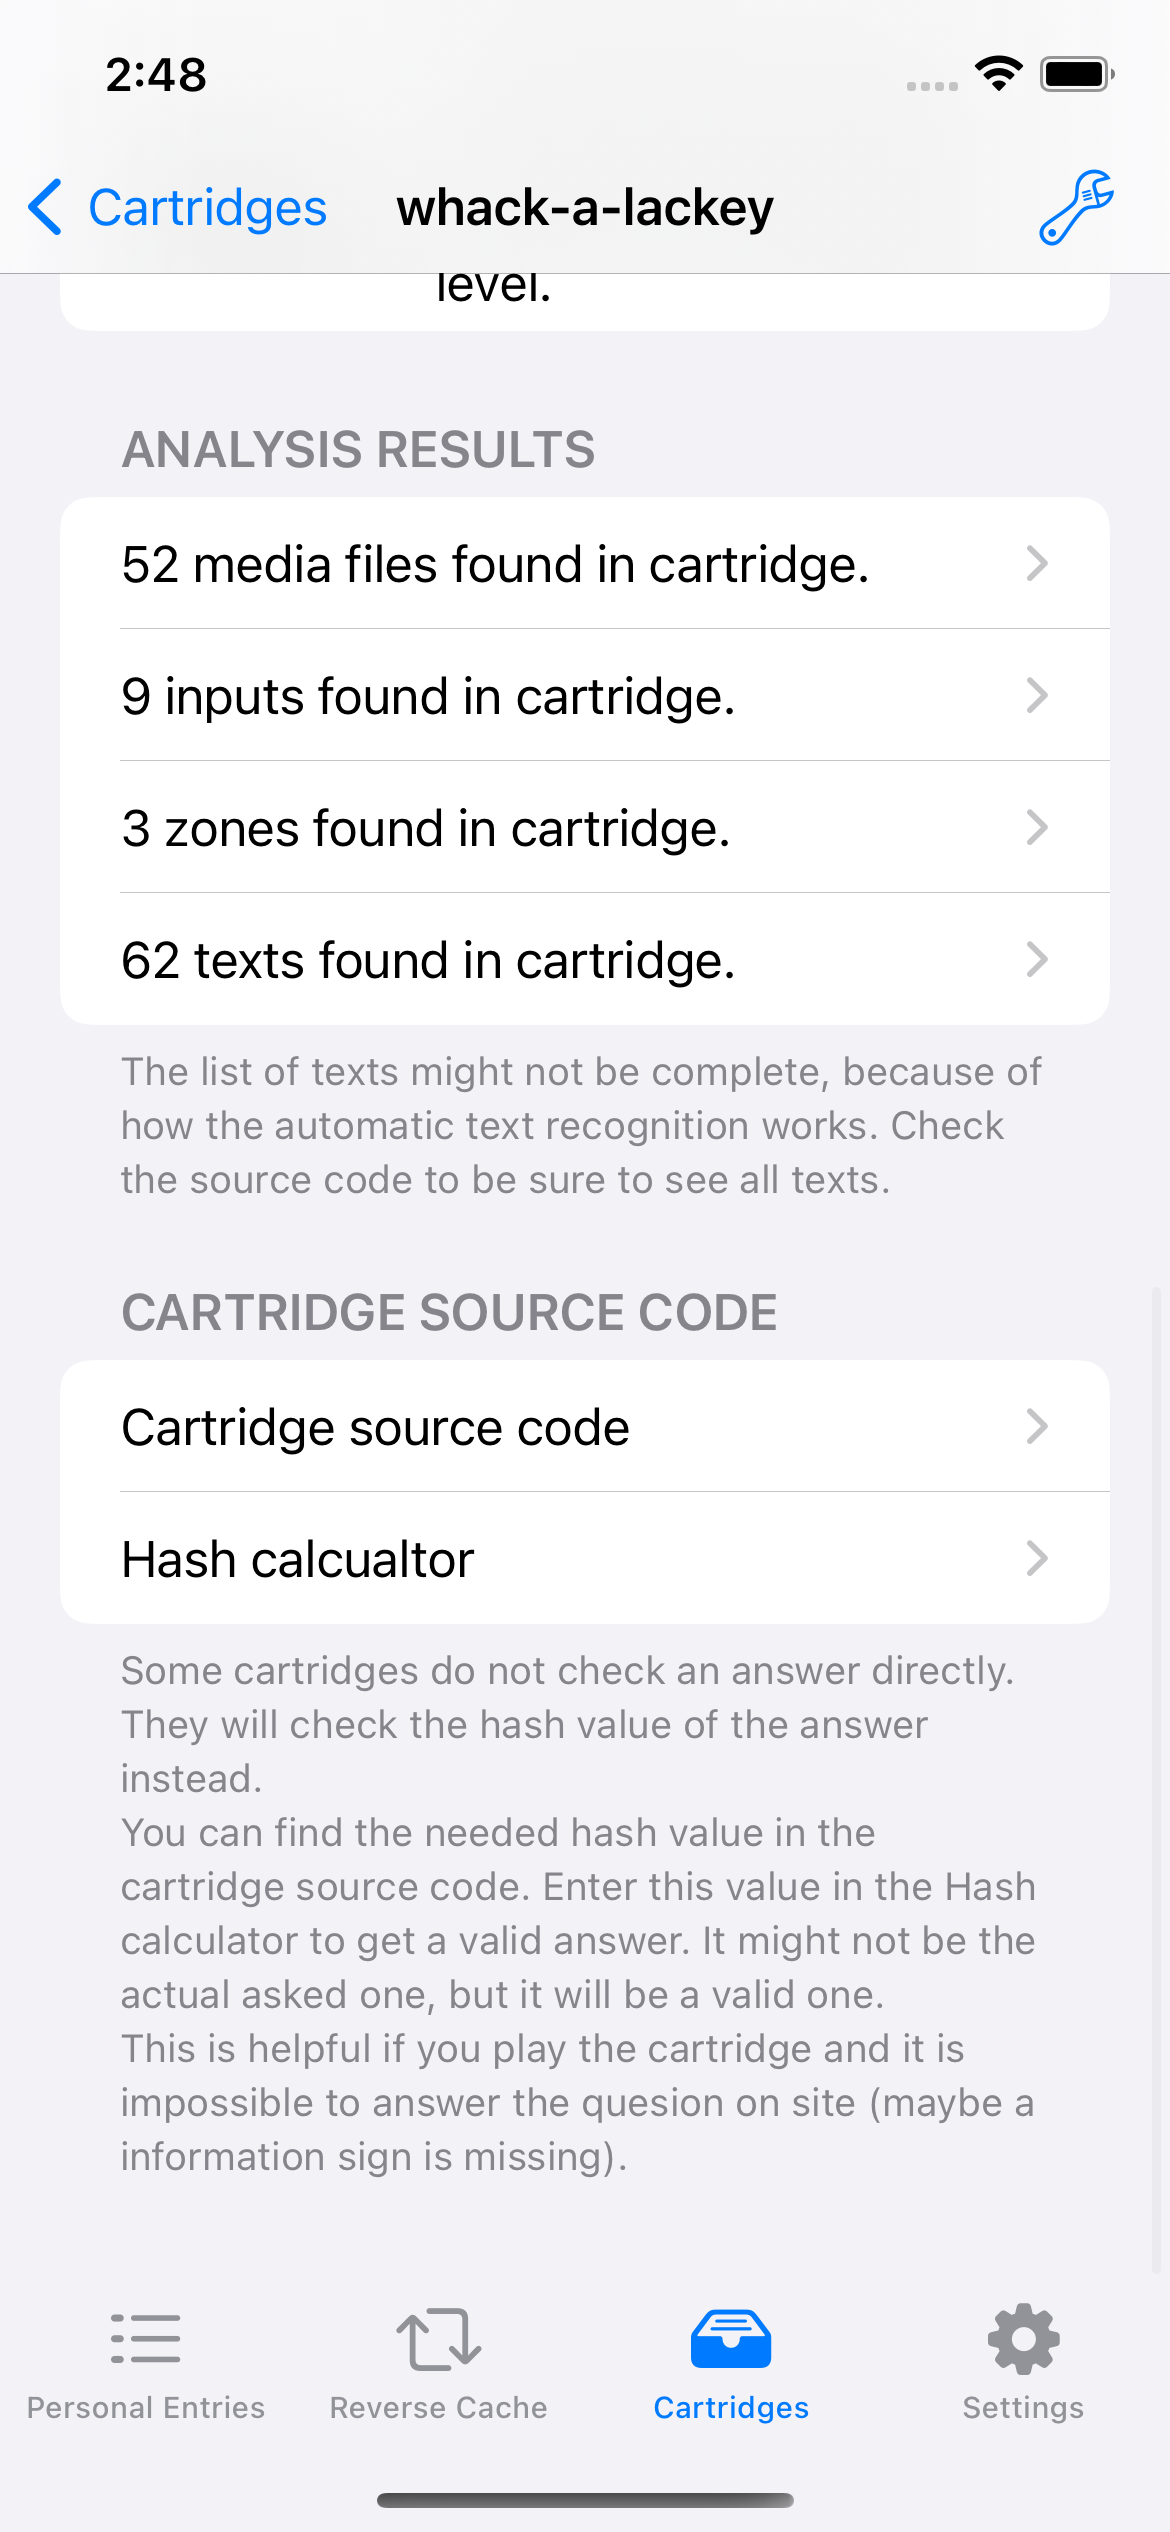 2:48
Cartridges
whack-a-lackey
level.
ANALYSIS RESULTS
52 media files found in cartridge.
9 inputs found in cartridge.
3 zones found in cartridge.
62 texts found in cartridge.
The list of texts might not be complete, because of
how the automatic text recognition works. Check
the source code to be sure to see all texts.
CARTRIDGE SOURCE CODE
Cartridge source code
Hash calcualtor
Some cartridges do not check an answer directly.
They will check the hash value of the answer
instead.
You can find the needed hash value in the
cartridge source code. Enter this value in the Hash
calculator to get a valid answer. It might not be the
actual asked one, but it will be a valid one.
This is helpful if you play the cartridge and it is
impossible to answer the quesion on site (maybe a
information sign is missing).
Personal Entries
Reverse Cache
Cartridges
Settings